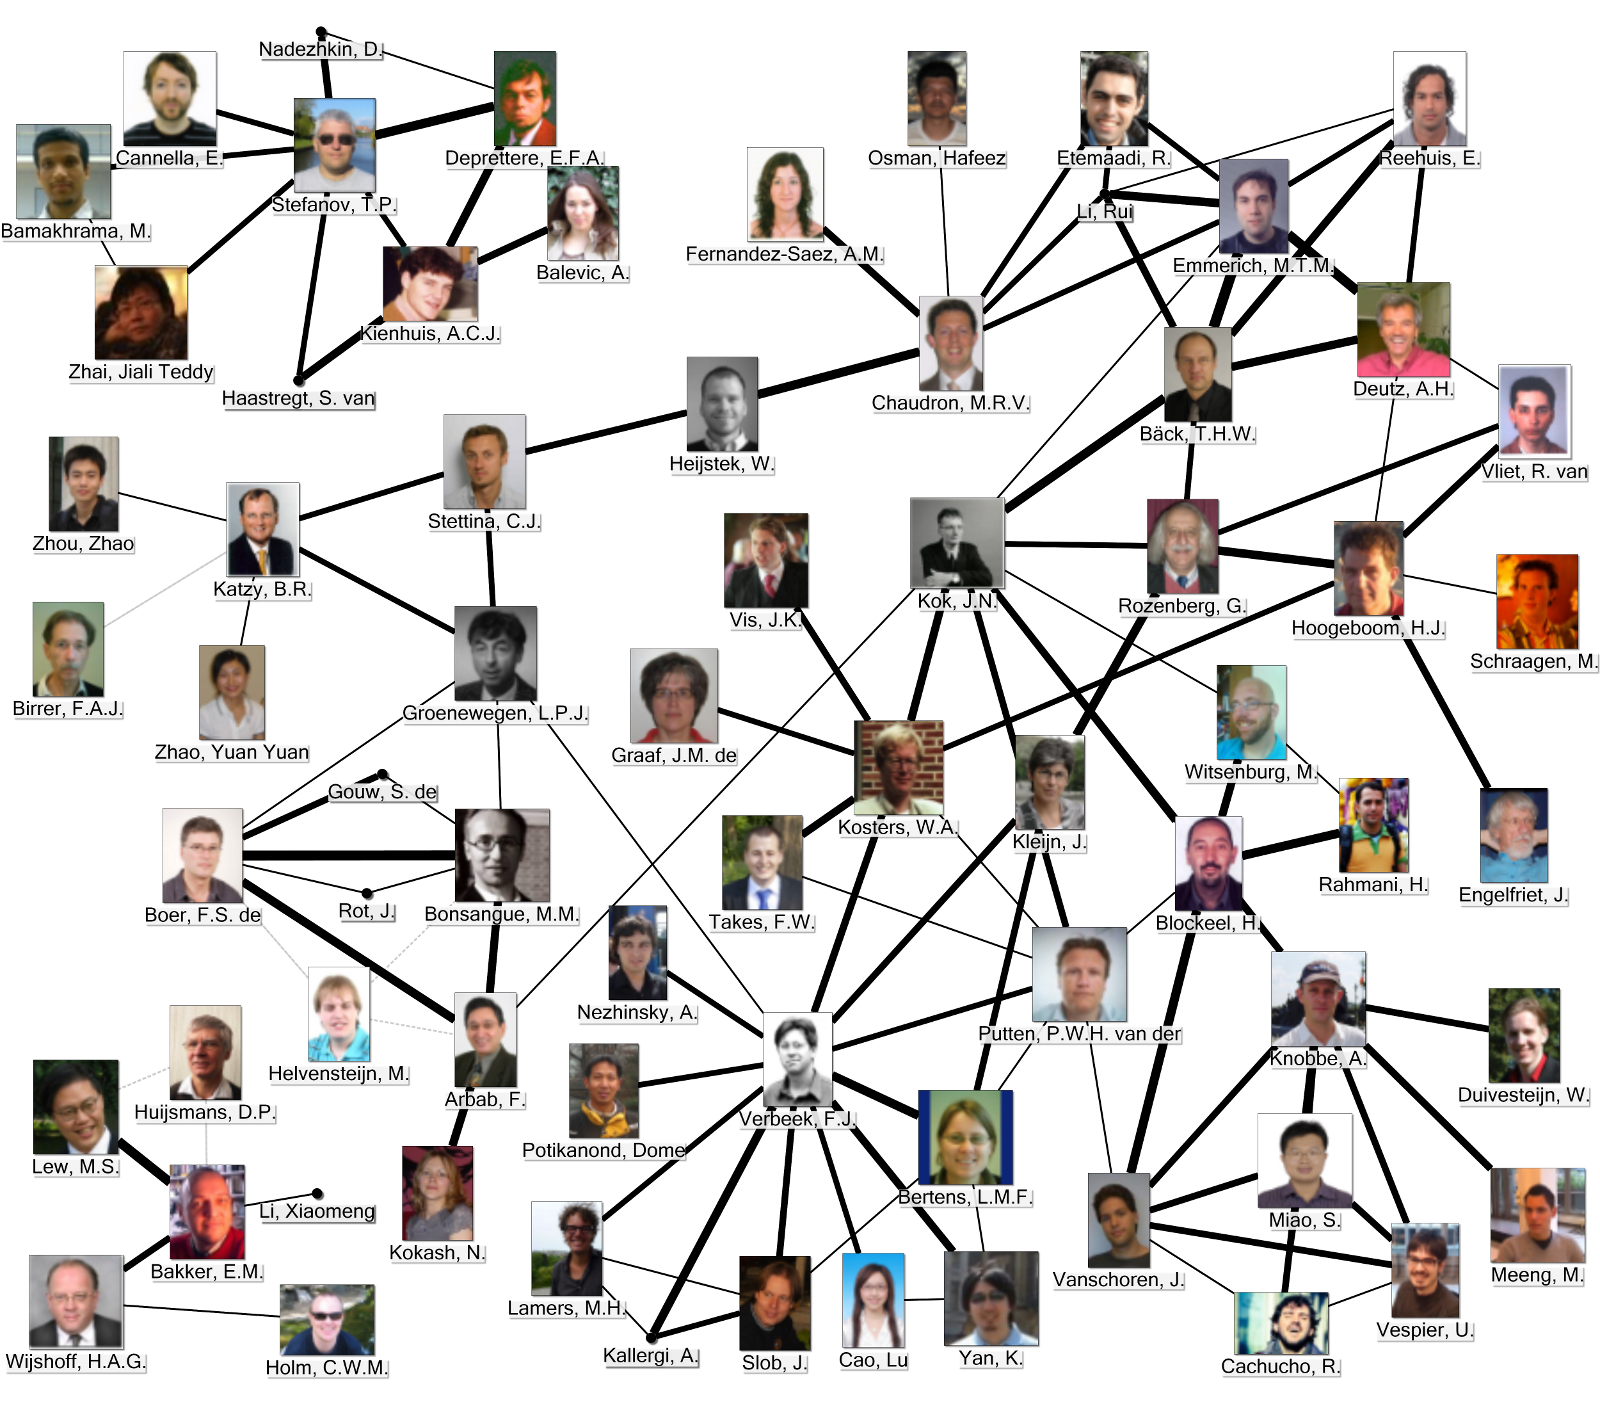 Nadezhkin, D.
Cannella, E.
Deprettere, E.F.A.
Osman, Hafeez
Etemaadi, R.
Reehuis, E.
Stefanov, T.P.
Li, Rui
Bamakhrama, M.
Fernandez-Saez, A.M.
Balevic, A.
Emmerich, M.T.M.
Kienhuis, A.C.J.
Zhai, Jiali Teddy
Haastregt, S. van
Chaudron, M.R.V.
Deutz, A.H.
Bäck, T.H.W.
Heijstek, W.
Vliet, R. van
Stettina, C.J.
Zhou, Zhao
Katzy, B.R.
Kok, J.N.
Rozenberg, G.
Vis, J.K.
Hoogeboom, H.J.
Schraagen, M.
Birrer, F.A.J.
Groenewegen, L.P.J.
Zhao, Yuan Yuan
Graaf, J.M. de
Witsenburg, M.
Gouw, S. de
Kosters, W.A.
Kleijn, J.
Rahmani, H.
Engelfriet, J.
Boer, F.S. de
Rot, J.
Bonsangue, M.M.
Takes, F.W.
Blockeel, H.
Nezhinsky, A.
Putten, P.W.H. van der
Knobbe, A.
Helvensteijn, M.
Arbab, F.
Duivesteijn, W.
Huijsmans, D.P.
Verbeek, F.J.
Potikanond, Dome
Lew, M.S.
Bertens, L.M.F.
Li, Xiaomeng
Miao, S.
Kokash, N.
Bakker, E.M.
Vanschoren, J.
Meeng, M.
Lamers, M.H.
Vespier, U.
Kallergi, A.
Slob, J.
Cao, Lu
Yan, K.
Wijshoff, H.A.G.
Holm, C.W.M.
Cachucho, R.